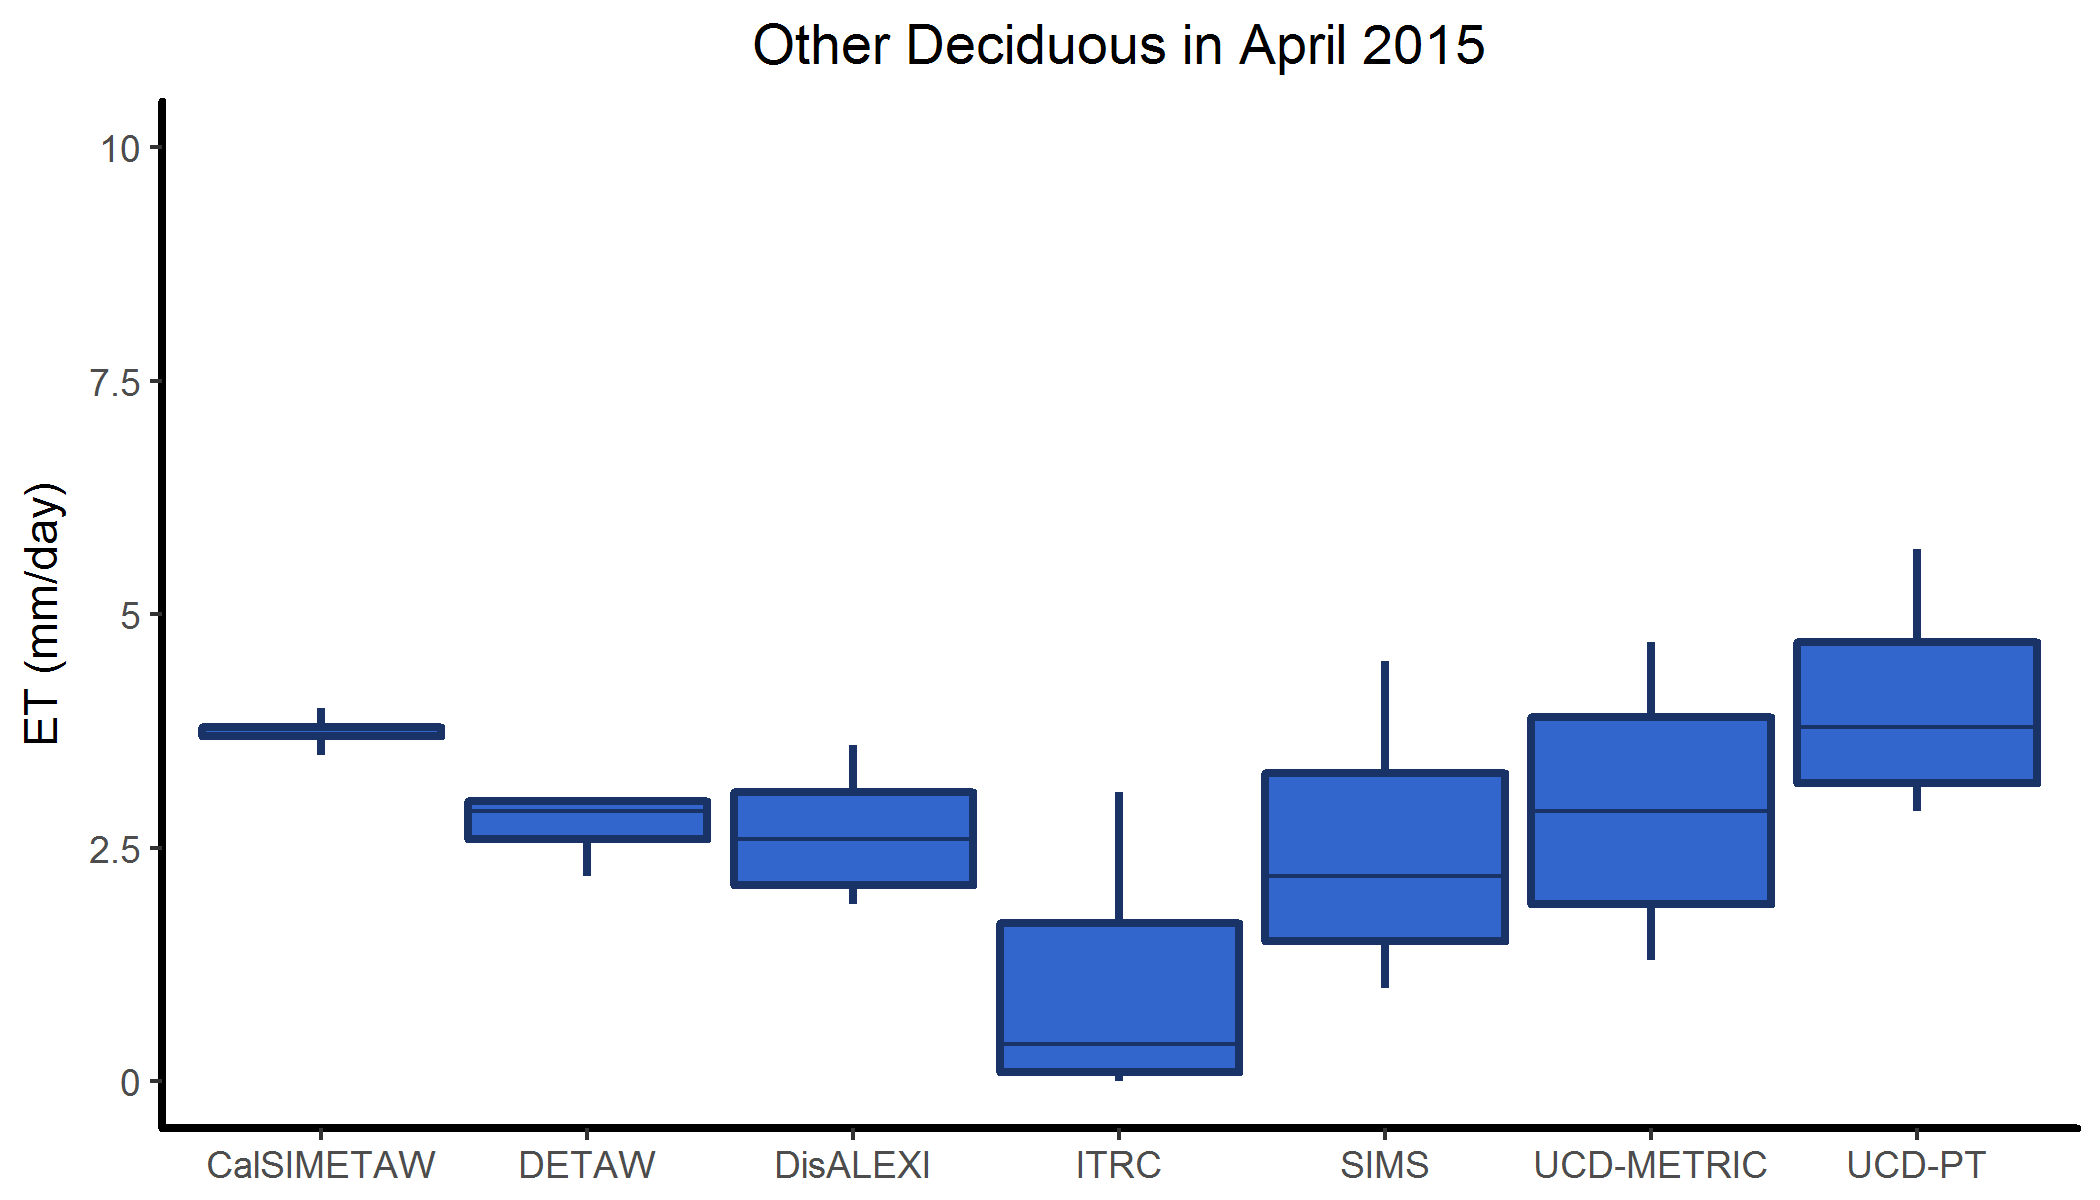 Other Deciduous in April 2015
10
7.5
5
2.5
0
ET (mm/day)
CalSIMETAW DETAW DisALEXI ITRC SIMS UCD-METRIC UCD-PT